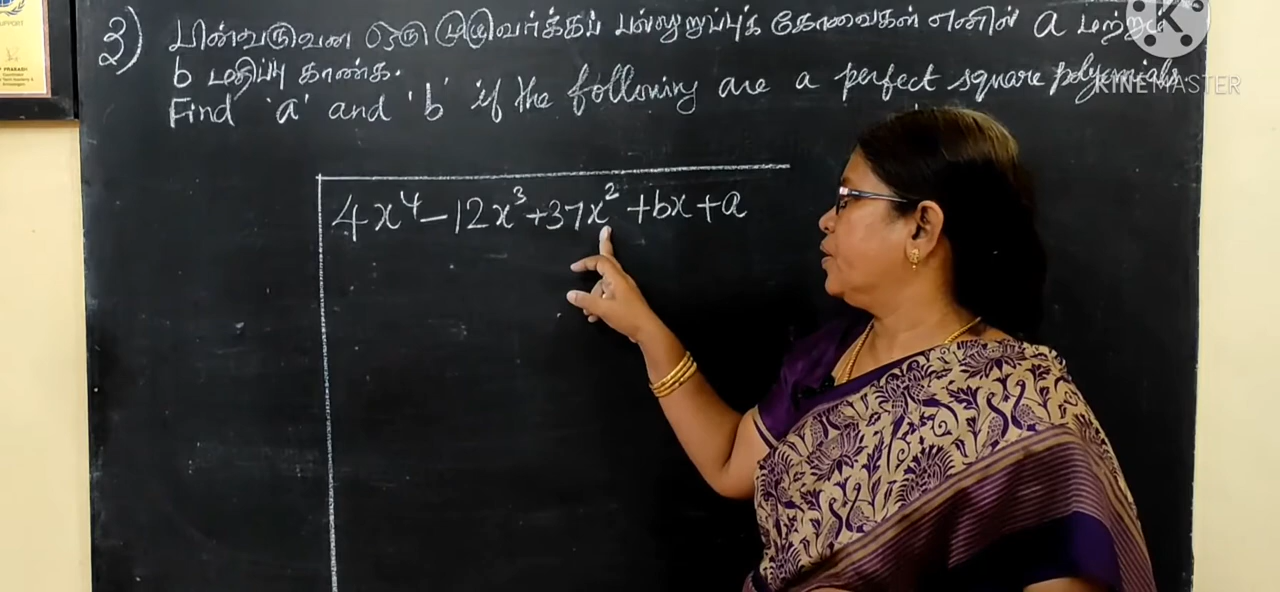 3) பின்வருவன ஒரு முழுவர்க்கப் பல்லுறுப்புக் கோவைகள் எனில் a மற்றும்
b மதிப்பு காண்க.
Find 'a' and 'b' if the following are a perfect square polynomials.
KINEMASTER
4x⁴ - 12x³ + 37x² + bx + a
SUPPORT